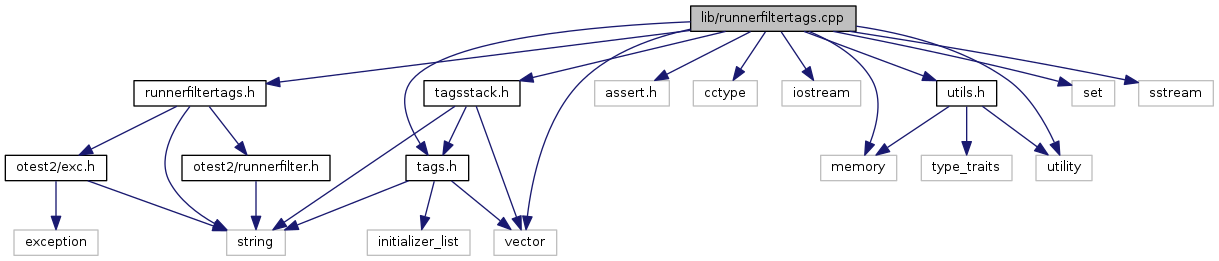 lib/runnerfiltertags.cpp
runnerfiltertags.h
tagsstack.h
assert.h
cctype
iostream
utils.h
set
sstream
otest2/exc.h
otest2/runnerfilter.h
tags.h
memory
type_traits
utility
exception
string
initializer_list
vector